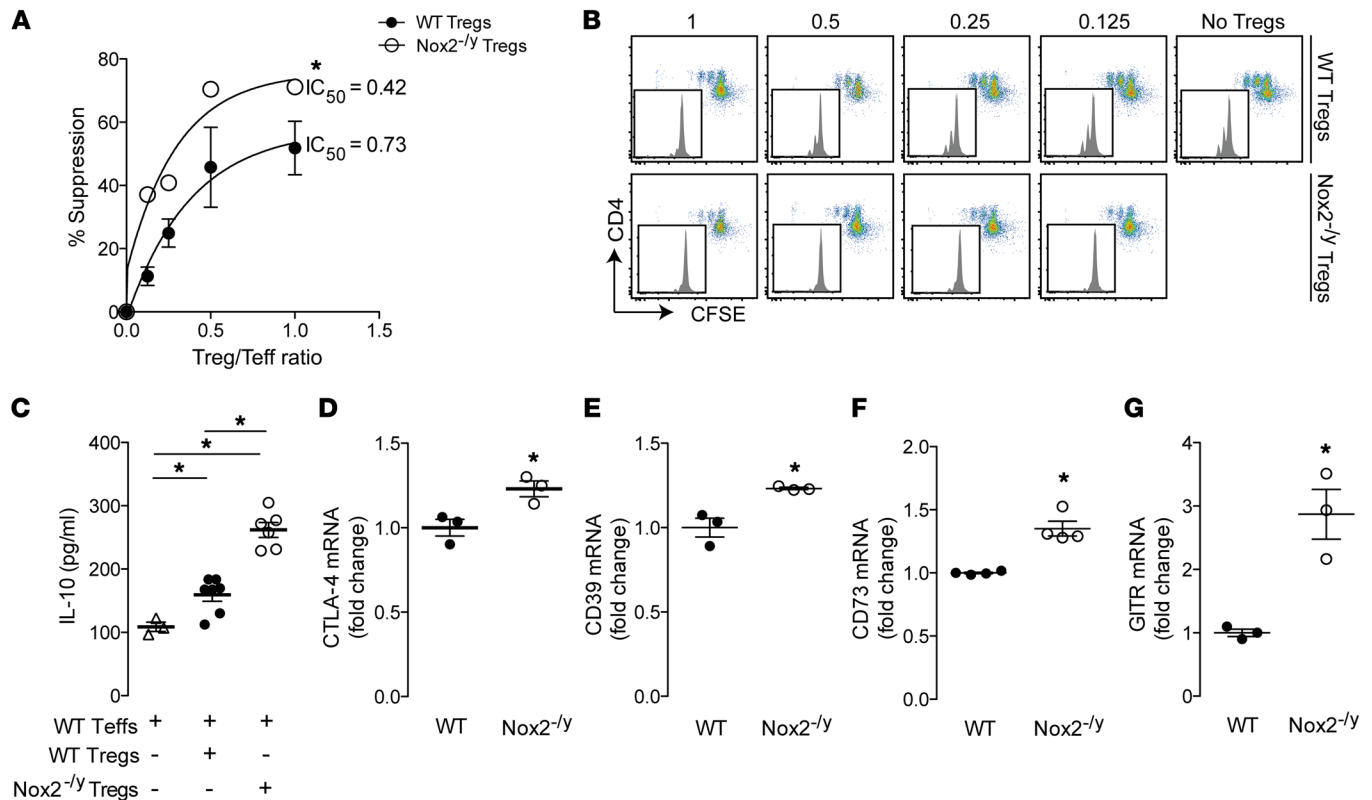 A
WT Tregs
Nox2-/y Tregs
80
60
40
20
0
% Suppression
*
IC50 = 0.42
IC50 = 0.73
0.0 0.5 1.0 1.5
Treg/Teff ratio
B
1 0.5 0.25 0.125 No Tregs
WT Tregs
Nox2-/y Tregs
CD4
CFSE
C
400
300
200
100
0
IL-10 (pg/ml)
*
*
*
WT Teffs + + +
WT Tregs - + -
Nox2-/y Tregs - - +
D
1.5
1.0
0.5
0.0
CTLA-4 mRNA
(fold change)
*
WT Nox2-/y
E
1.5
1.0
0.5
0.0
CD39 mRNA
(fold change)
*
WT Nox2-/y
F
2.0
1.5
1.0
0.5
0.0
CD73 mRNA
(fold change)
*
WT Nox2-/y
G
4
3
2
1
0
GITR mRNA
(fold change)
*
WT Nox2-/y